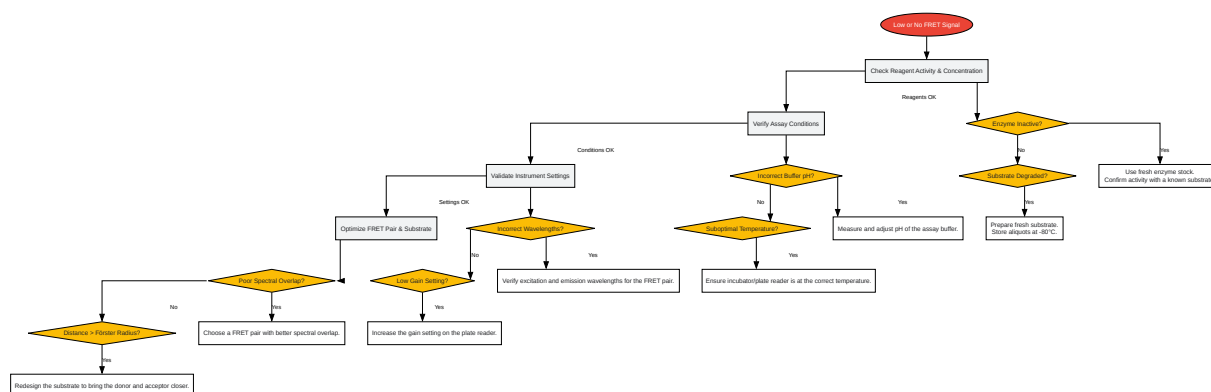 Low or No FRET Signal
Check Reagent Activity & Concentration
Reagents OK
Verify Assay Conditions
Enzyme Inactive?
Conditions OK
No
Yes
Validate Instrument Settings
Incorrect Buffer pH?
Substrate Degraded?
Use fresh enzyme stock.
Confirm activity with a known substrate
Settings OK
No
Yes
Yes
Optimize FRET Pair & Substrate
Incorrect Wavelengths?
Suboptimal Temperature?
Measure and adjust pH of the assay buffer.
Prepare fresh substrate.
Store aliquots at -80°C.
No
Yes
Yes
Poor Spectral Overlap?
Low Gain Setting?
Verify excitation and emission wavelengths for the FRET pair.
Ensure incubator/plate reader is at the correct temperature.
No
Yes
Yes
Distance > Förster Radius?
Choose a FRET pair with better spectral overlap.
Increase the gain setting on the plate reader.
Yes
Redesign the substrate to bring the donor and acceptor closer.